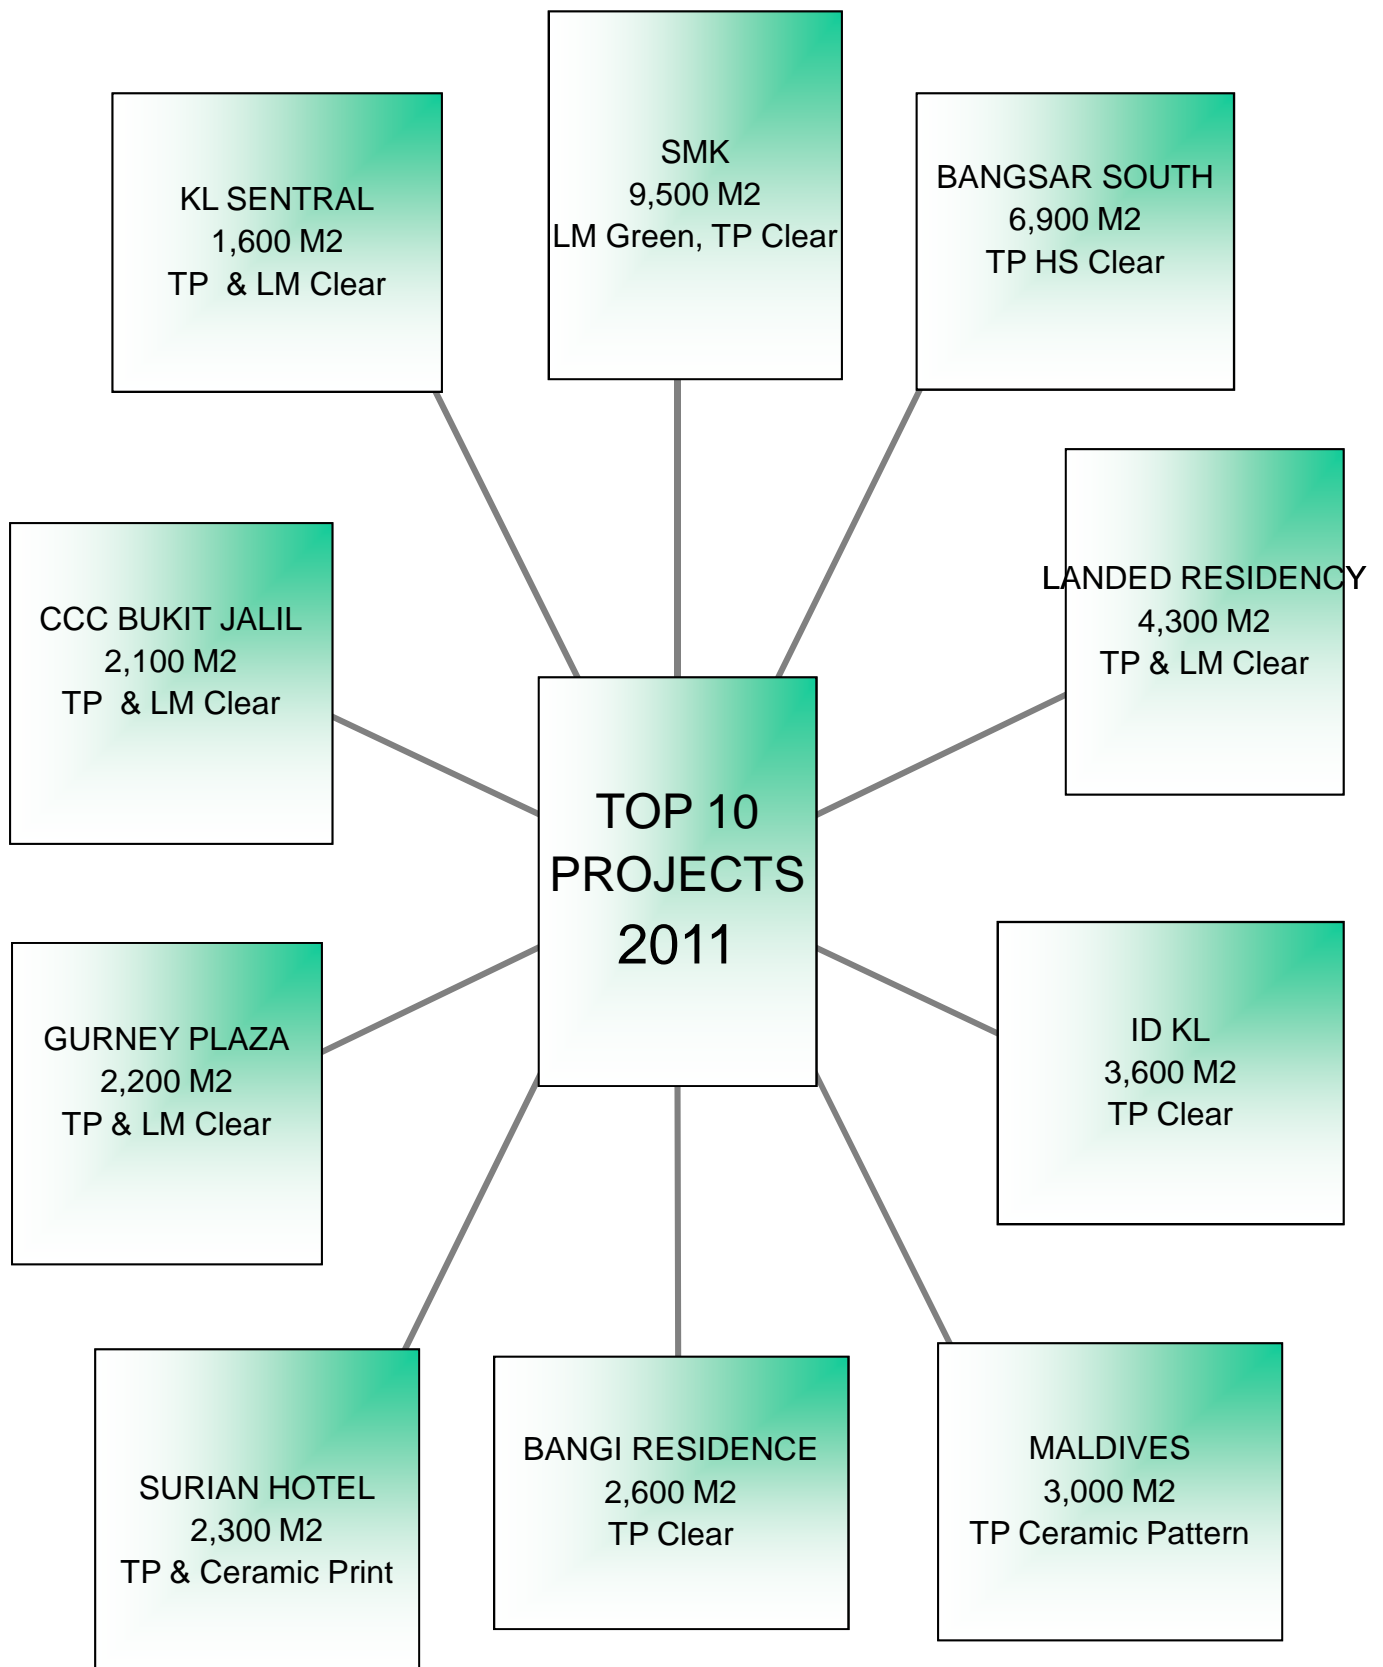 SMK
9,500 M2
LM Green, TP Clear
KL SENTRAL
1,600 M2
TP  & LM Clear
BANGSAR SOUTH
6,900 M2
TP HS Clear
LANDED RESIDENCY
4,300 M2
TP & LM Clear
CCC BUKIT JALIL
2,100 M2
TP  & LM Clear
TOP 10
PROJECTS
2011
GURNEY PLAZA
2,200 M2
TP & LM Clear
ID KL
3,600 M2
TP Clear
SURIAN HOTEL
2,300 M2
TP & Ceramic Print
BANGI RESIDENCE
2,600 M2
TP Clear
MALDIVES
3,000 M2
TP Ceramic Pattern